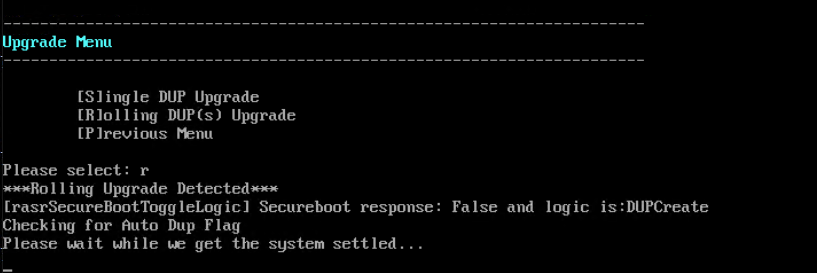 ----------------------------------------------------------------------
Upgrade Menu
----------------------------------------------------------------------
[S]ingle DUP Upgrade
[R]olling DUP(s) Upgrade
[P]revious Menu
Please select: r
***Rolling Upgrade Detected***
[rasrSecureBootToggleLogic] Secureboot response: False and logic is:DUPCreate
Checking for Auto Dup Flag
Please wait while we get the system settled...
_